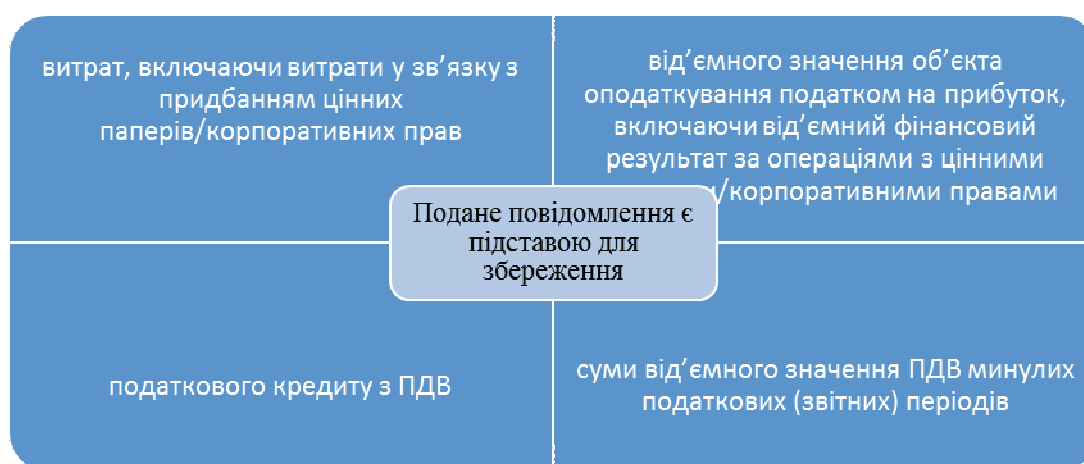 витрат, включаючи витрати у зв’язку з
придбанням цінних
паперів/корпоративних прав
від’ємного значення об’єкта
оподаткування податком на прибуток,
включаючи від’ємний фінансовий
результат за операціями з цінними
/корпоративними правами
Подане повідомлення є
підставою для
збереження
податкового кредиту з ПДВ
суми від’ємного значення ПДВ минулих
податкових (звітних) періодів